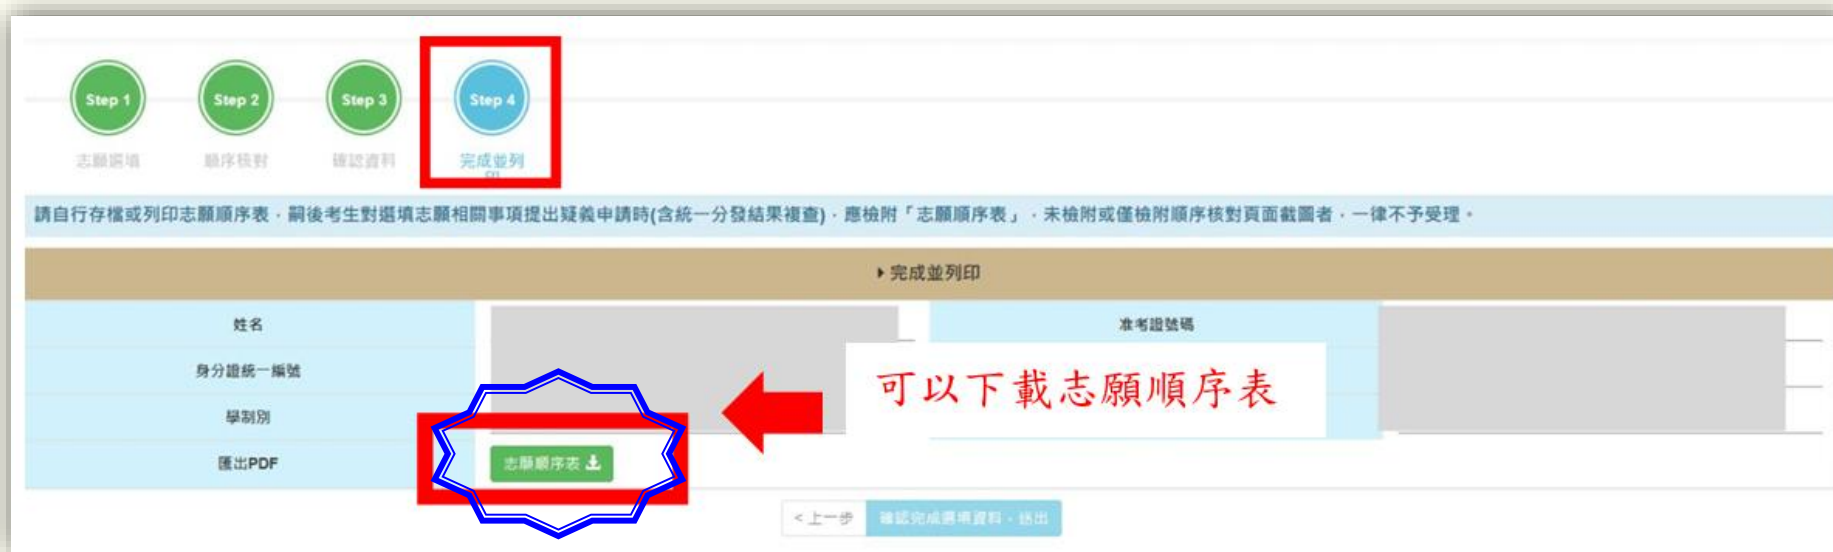 Step 1
Step 2
Step 3
Step 4
志願選填
順序核對
確認資料
完成並列
印
請自行存檔或列印志願順序表，嗣後考生對選填志願相關事項提出疑義申請時(含統一分發結果複查)，應檢附「志願順序表」，未檢附或僅檢附順序核對頁面截圖者，一律不予受理。
完成並列印
姓名
准考證號碼
身分證統一編號
可以下載志願順序表
學制別
匯出PDF
志願順序表
< 上一步
確認完成選填資料，送出